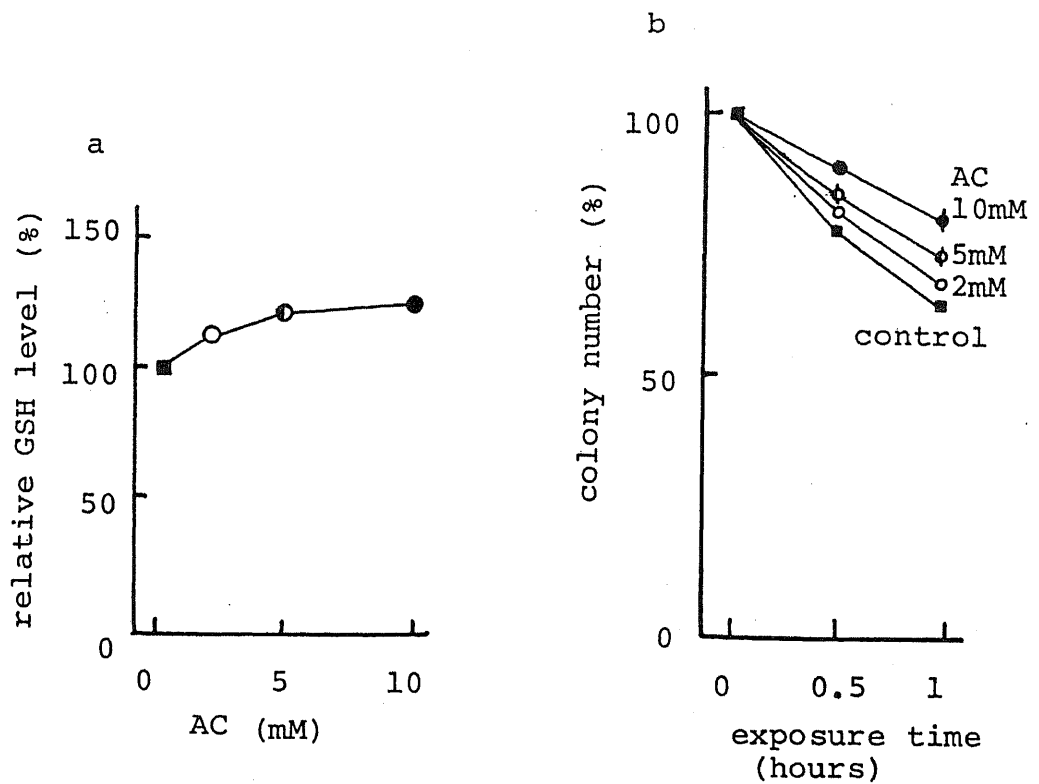 a
relative GSH level (%)
150
100
50
0
0 5 10
AC (mM)
b
colony number (%)
100
50
0
AC
10mM
5mM
2mM
control
0 0.5 1
exposure time
(hours)